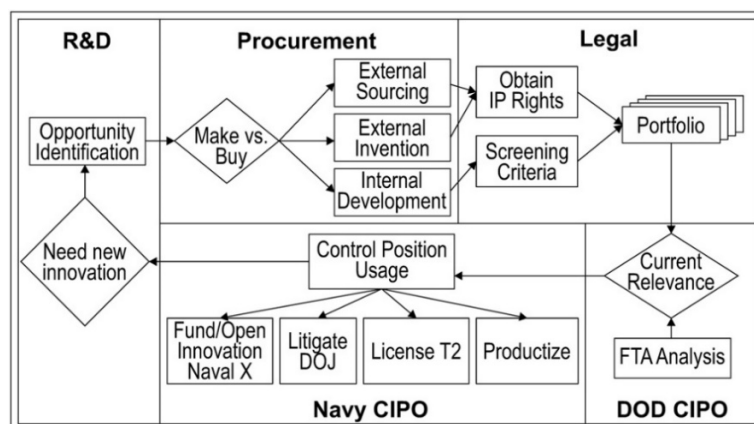 R&D
Procurement
Legal
External
Sourcing
Obtain
IP Rights
Opportunity
Identification
Make vs.
Buy
External
Invention
Portfolio
Screening
Criteria
Internal
Development
Need new
innovation
Control Position
Usage
Current
Relevance
Fund/Open
Innovation
Naval X
Litigate
DOJ
License T2
Productize
FTA Analysis
Navy CIPO
DOD CIPO